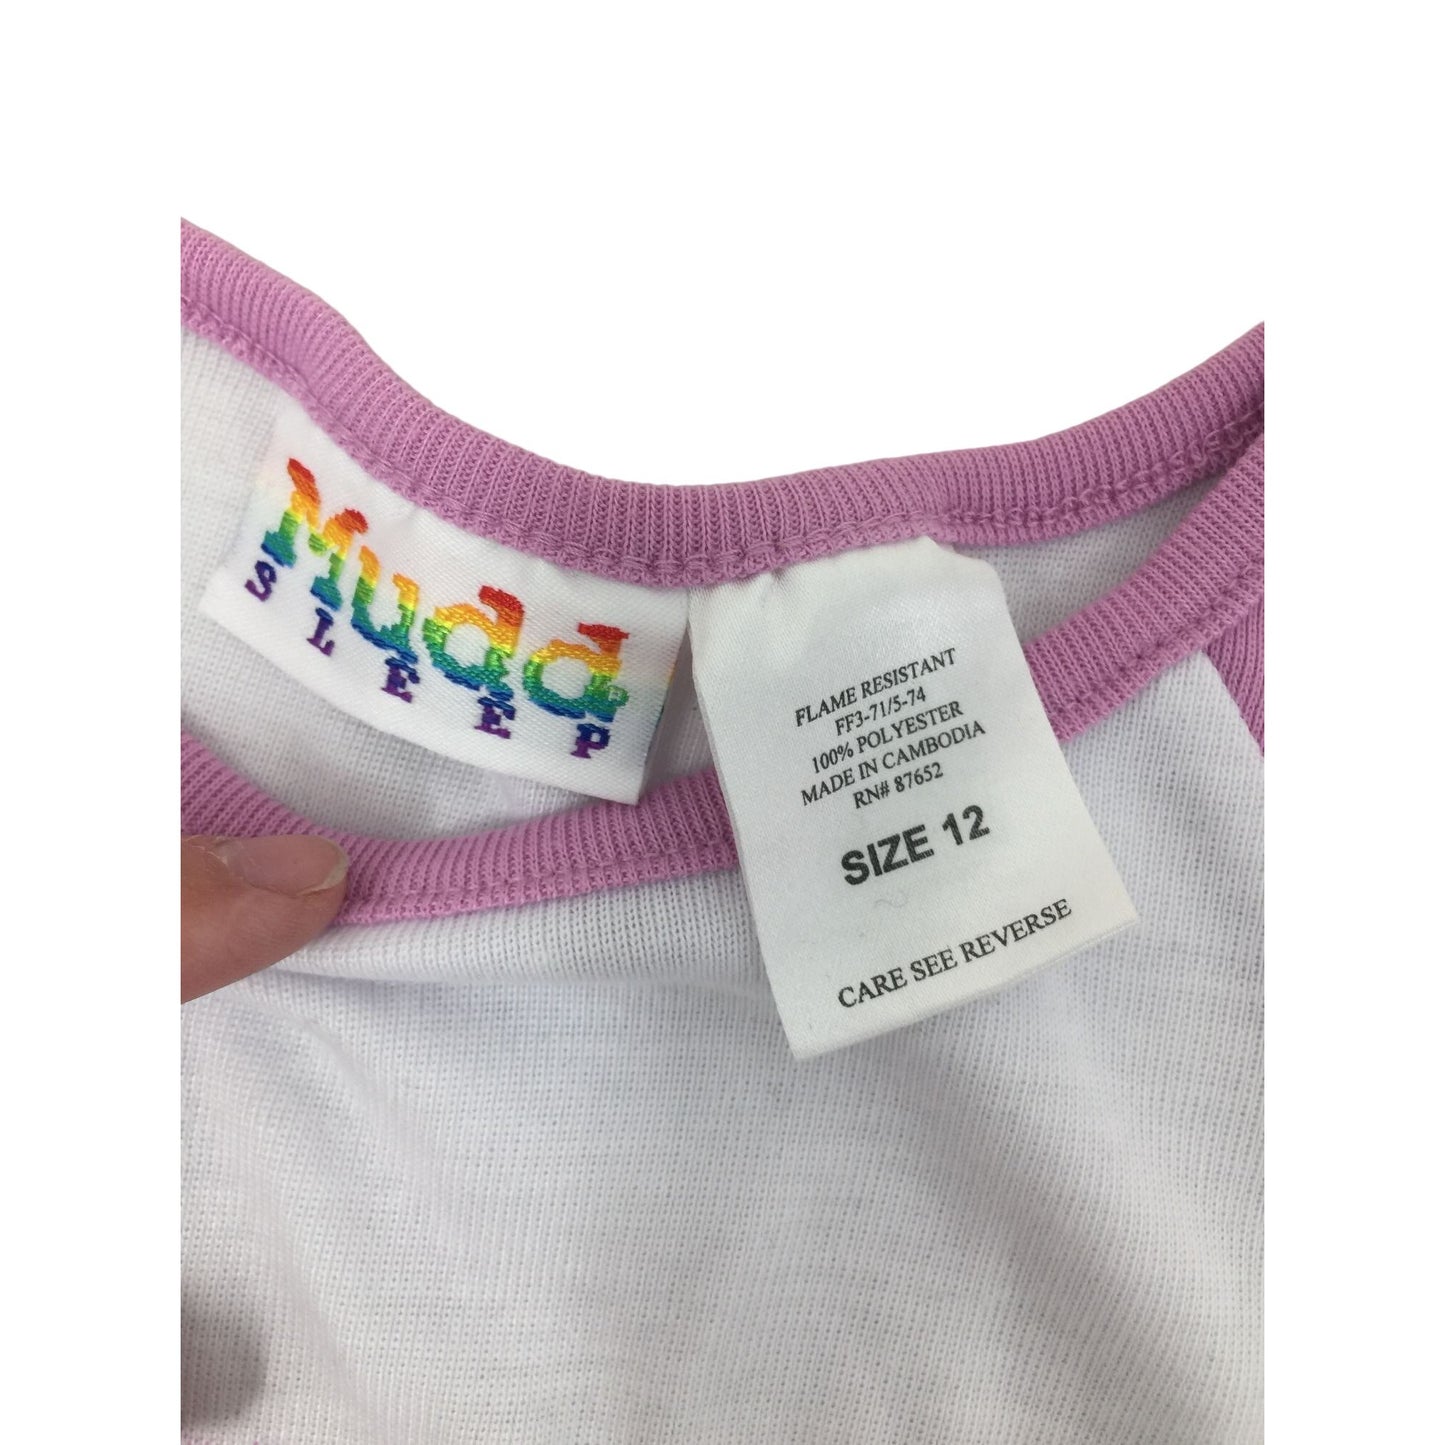 Mudd
SLEEP
FLAME RESISTANT
FF3-71/5-74
100% POLYESTER
MADE IN CAMBODIA
RN# 87652
SIZE 12
CARE SEE REVERSE